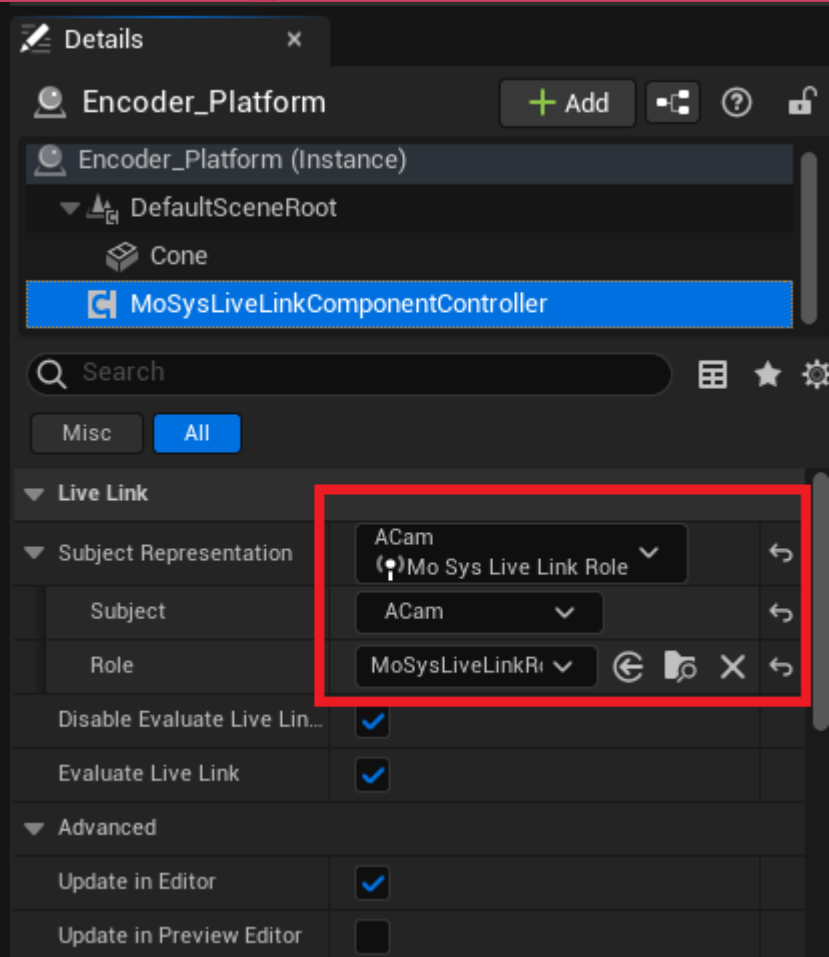 Details
Encoder_Platform
Add
Encoder_Platform (Instance)
DefaultSceneRoot
Cone
MoSysLiveLinkComponentController
Search
Misc
All
Live Link
Subject Representation
ACam
Mo Sys Live Link Role
Subject
ACam
Role
MoSysLiveLinkR
Disable Evaluate Live Lin...
Evaluate Live Link
Advanced
Update in Editor
Update in Preview Editor